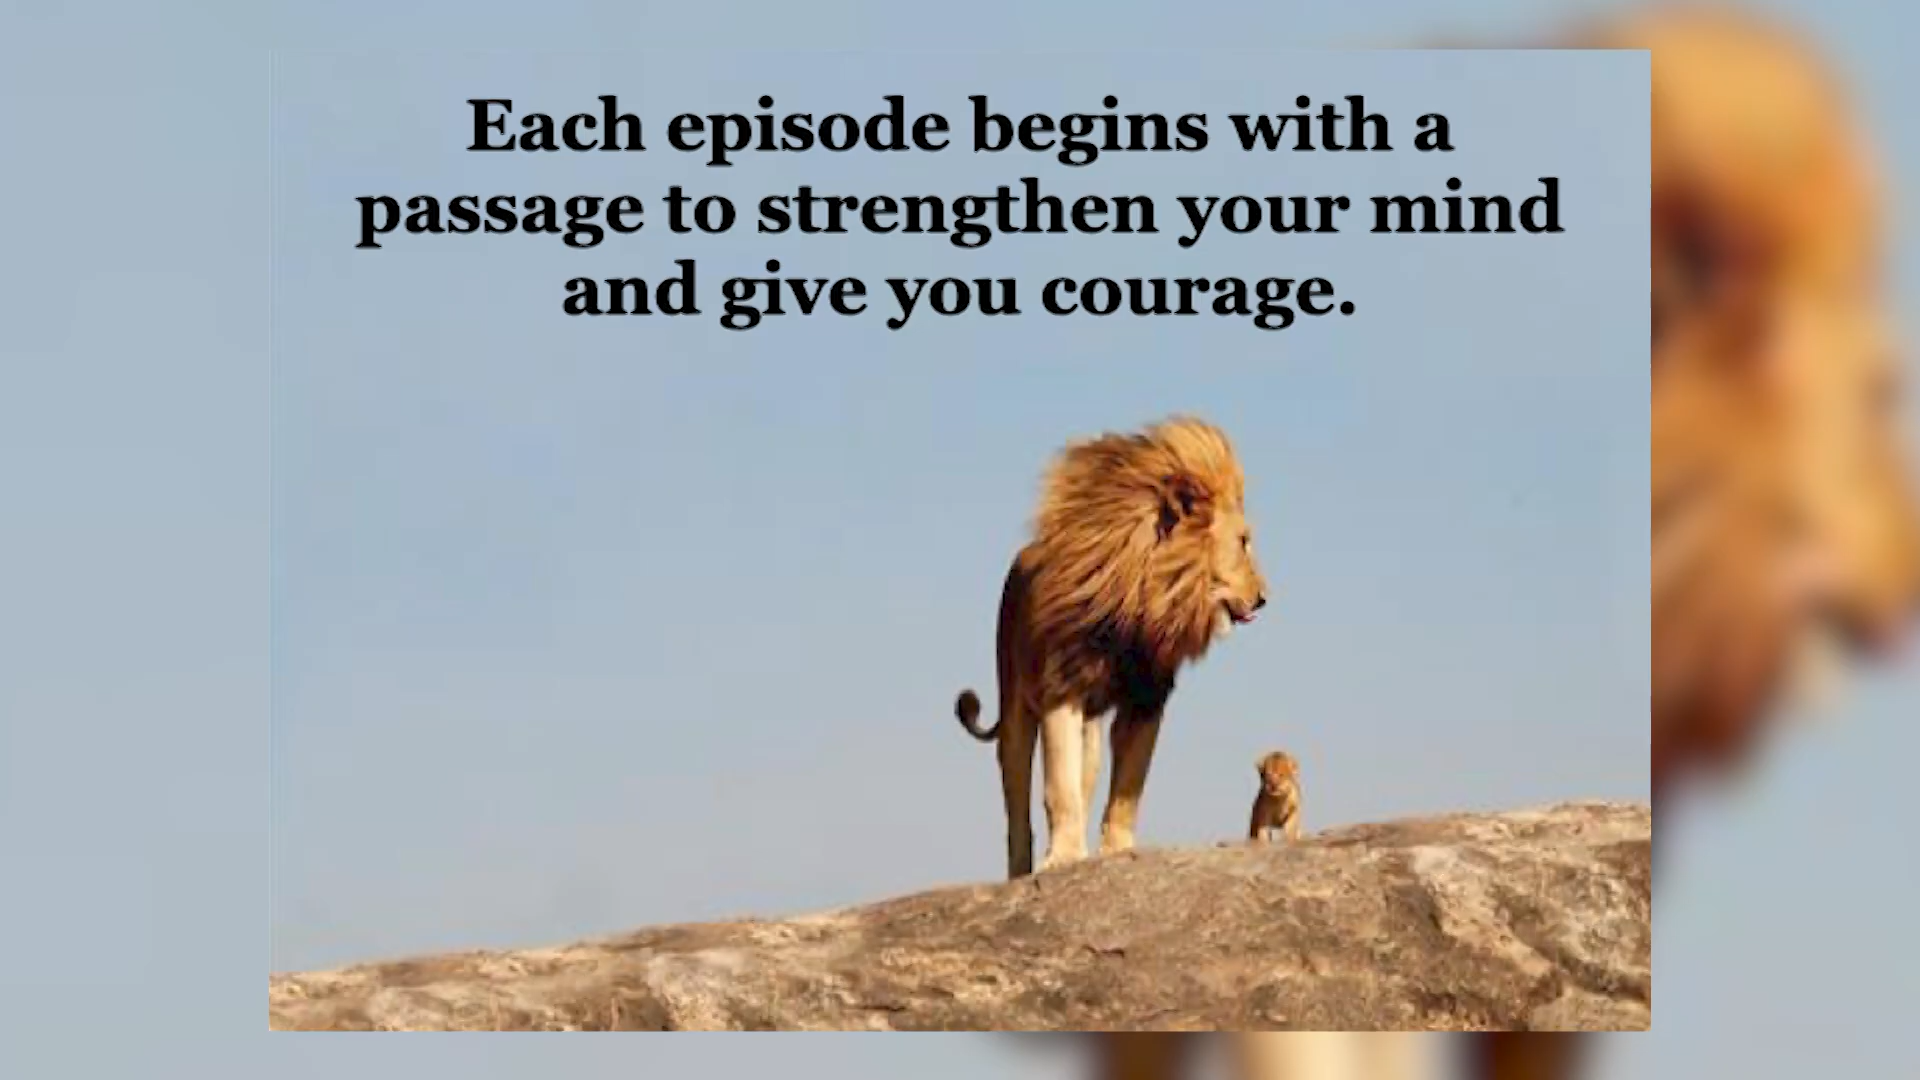 Each episode begins with a
passage to strengthen your mind
and give you courage.